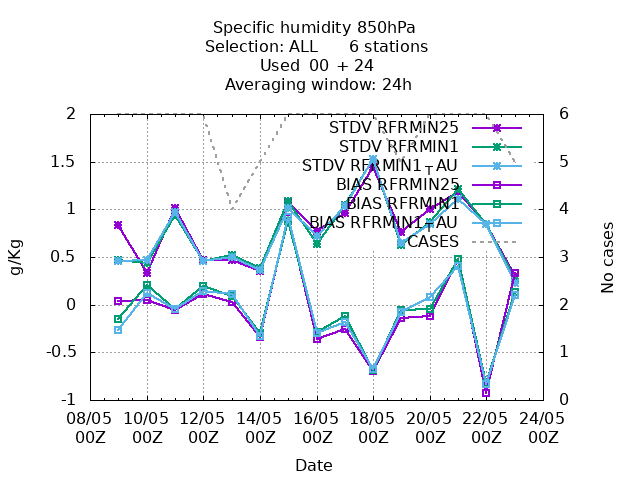 Specific humidity 850hPa
Selection: ALL 6 stations
Used 00 + 24
Averaging window: 24h
2 6
STDV RFRMIN25
STDV RFRMIN1
1.5 5
STDV RFRMIN1_TAU
BIAS RFRMIN25
BIAS RFRMIN1
1 4
BIAS RFRMIN1_TAU
CASES
0.5 3
g/Kg
No cases
0 2
-0.5 1
-1 0
08/05 10/05 12/05 14/05 16/05 18/05 20/05 22/05 24/05
00Z 00Z 00Z 00Z 00Z 00Z 00Z 00Z 00Z
Date